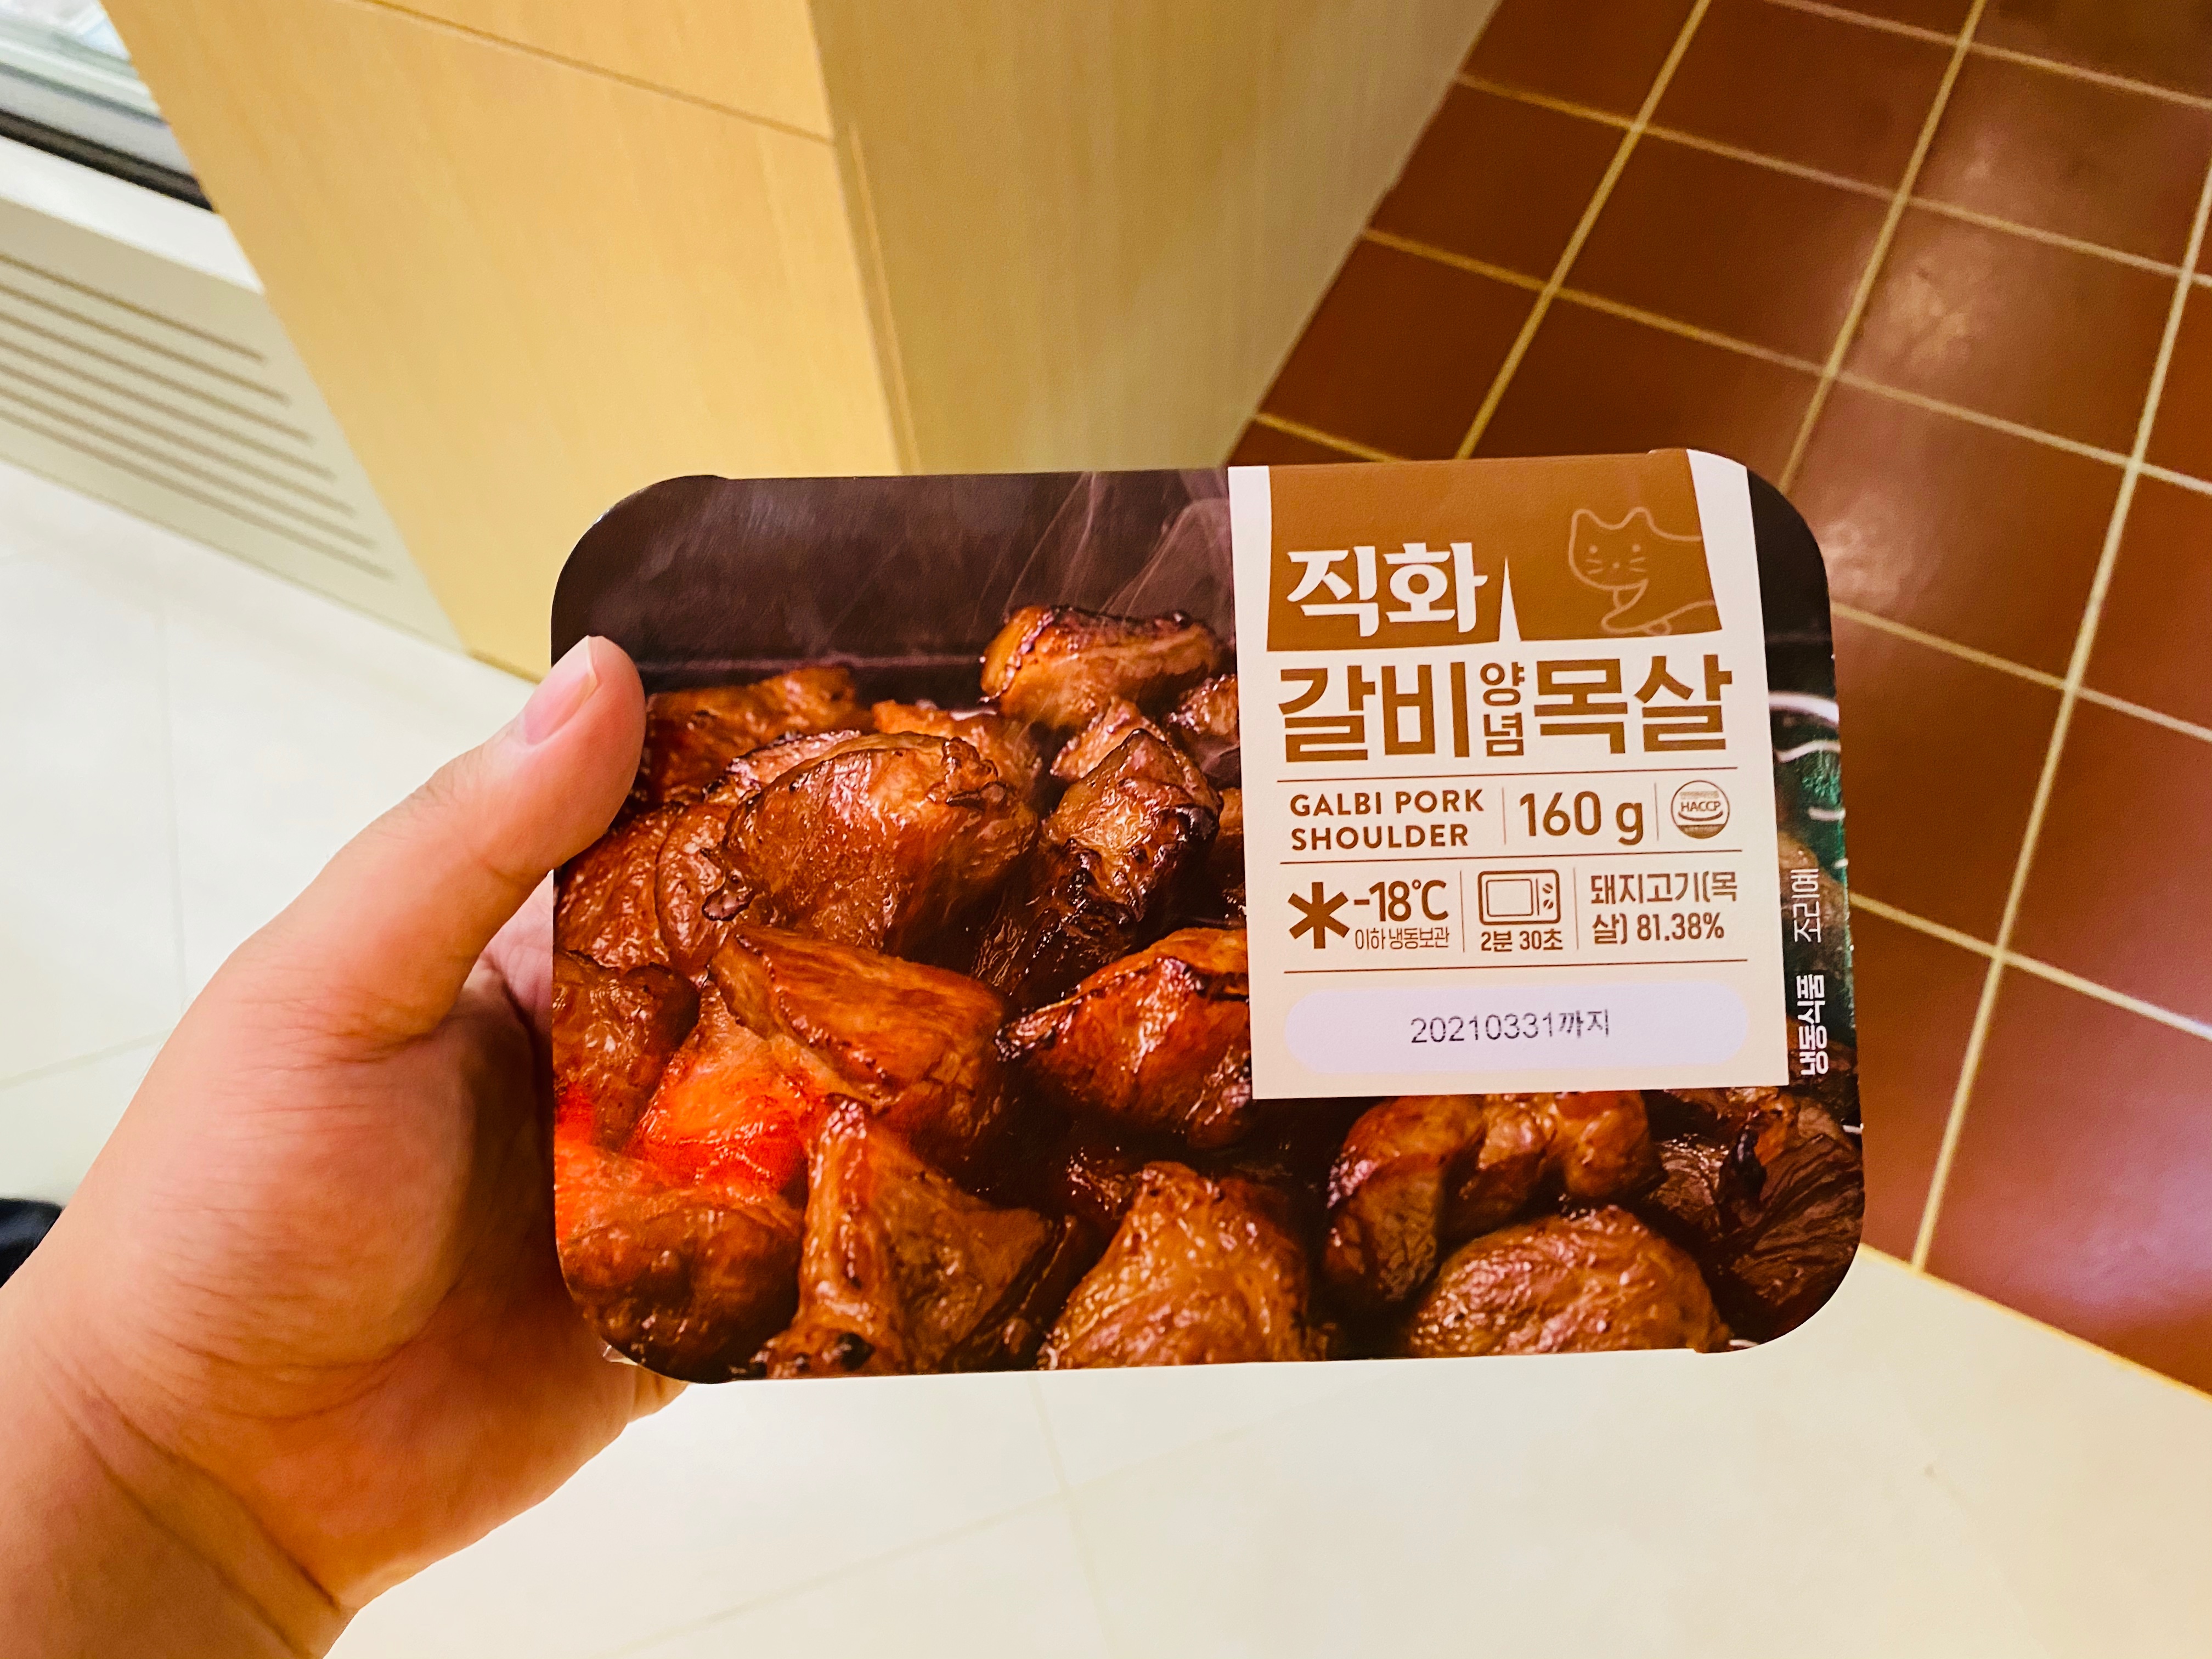 직화
갈비양념목살
GALBI PORK
SHOULDER
160 g
HACCP
-18℃
이하 냉동보관
2분 30초
돼지고기(목
살) 81.38%
20210331까지
냉동식품 조리예